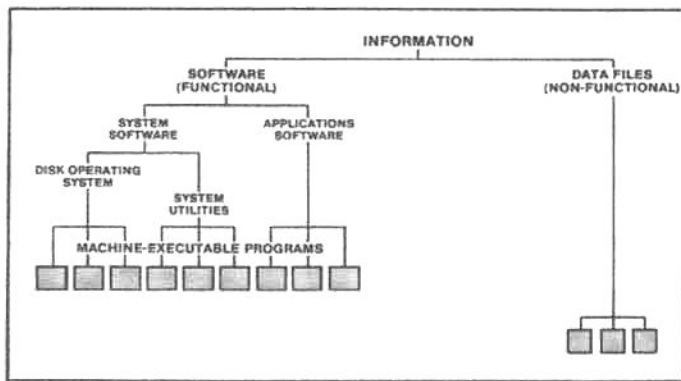 INFORMATION
SOFTWARE
(FUNCTIONAL)
DATA FILES
(NON-FUNCTIONAL)
SYSTEM
SOFTWARE
APPLICATIONS
SOFTWARE
DISK OPERATING
SYSTEM
SYSTEM
UTILITIES
MACHINE-EXECUTABLE PROGRAMS